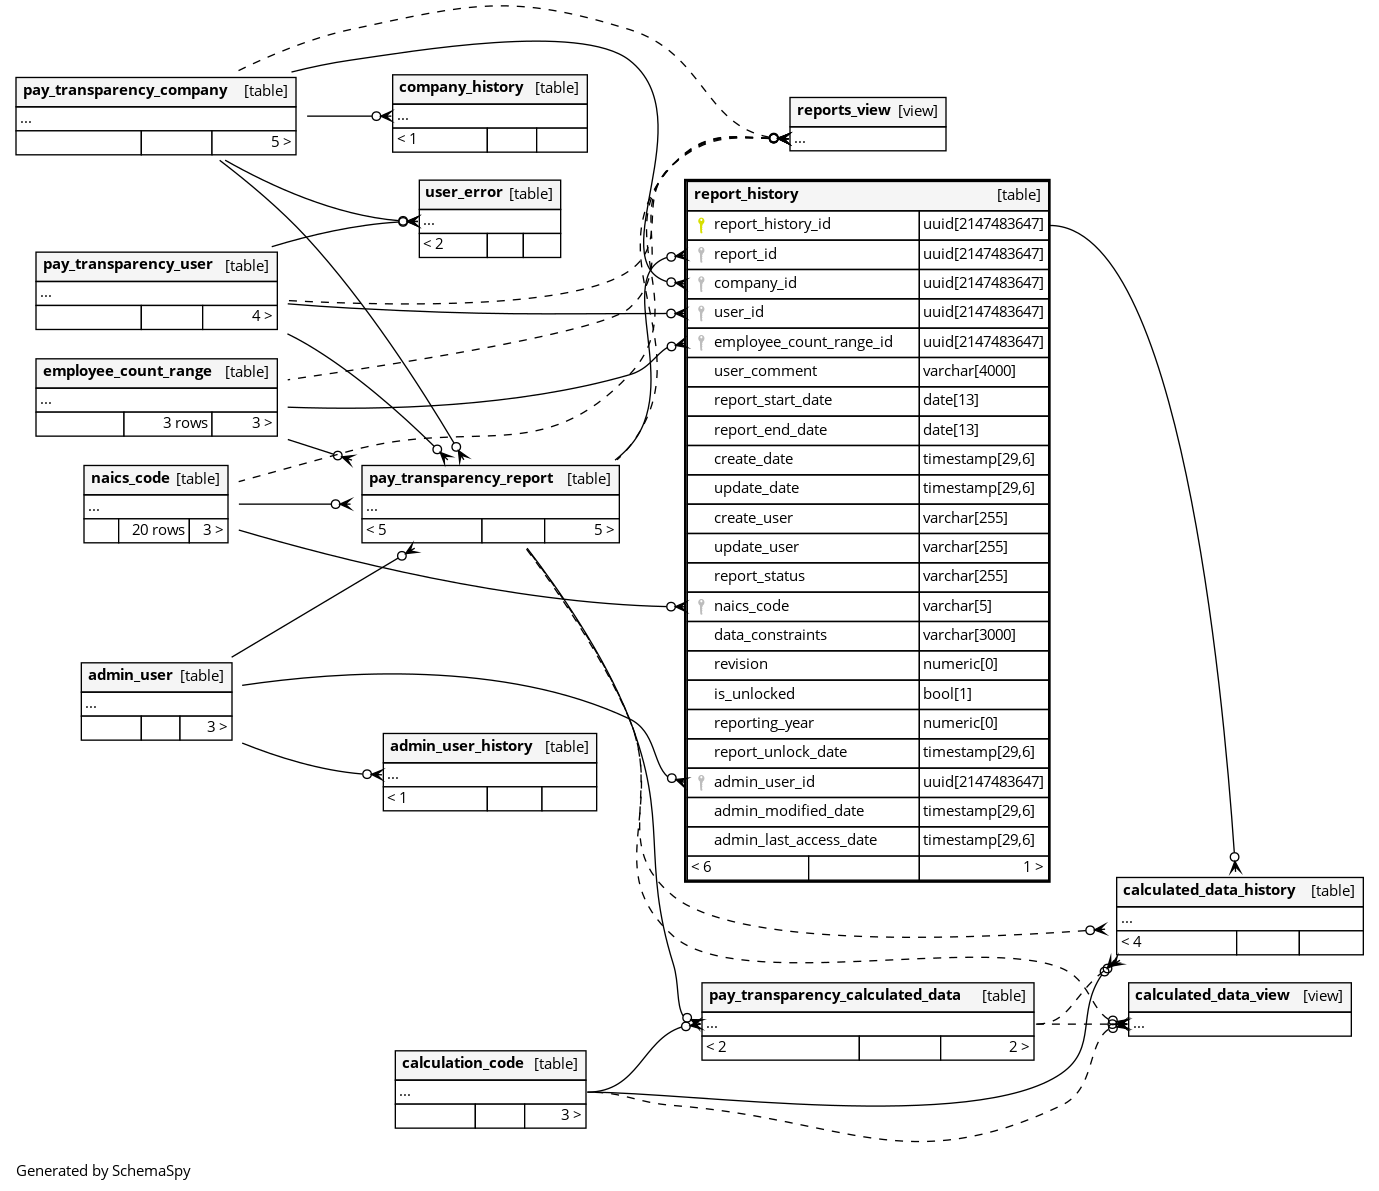 pay_transparency_company [table]
...
5 >
company_history [table]
...
< 1
reports_view [view]
...
user_error [table]
...
< 2
pay_transparency_user [table]
...
4 >
employee_count_range [table]
...
3 rows 3 >
naics_code [table]
...
20 rows 3 >
pay_transparency_report [table]
...
< 5 5 >
admin_user [table]
...
3 >
admin_user_history [table]
...
< 1
report_history [table]
report_history_id uuid[2147483647]
report_id uuid[2147483647]
company_id uuid[2147483647]
user_id uuid[2147483647]
employee_count_range_id uuid[2147483647]
user_comment varchar[4000]
report_start_date date[13]
report_end_date date[13]
create_date timestamp[29,6]
update_date timestamp[29,6]
create_user varchar[255]
update_user varchar[255]
report_status varchar[255]
naics_code varchar[5]
data_constraints varchar[3000]
revision numeric[0]
is_unlocked bool[1]
reporting_year numeric[0]
report_unlock_date timestamp[29,6]
admin_user_id uuid[2147483647]
admin_modified_date timestamp[29,6]
admin_last_access_date timestamp[29,6]
< 6 1 >
calculated_data_history [table]
...
< 4
pay_transparency_calculated_data [table]
...
< 2 2 >
calculated_data_view [view]
...
calculation_code [table]
...
3 >
Generated by SchemaSpy